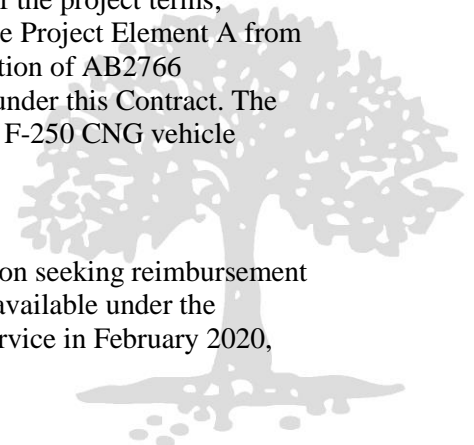 the project terms,
e Project Element A from
tion of AB2766
under this Contract. The
F-250 CNG vehicle
on seeking reimbursement
available under the
rvice in February 2020,